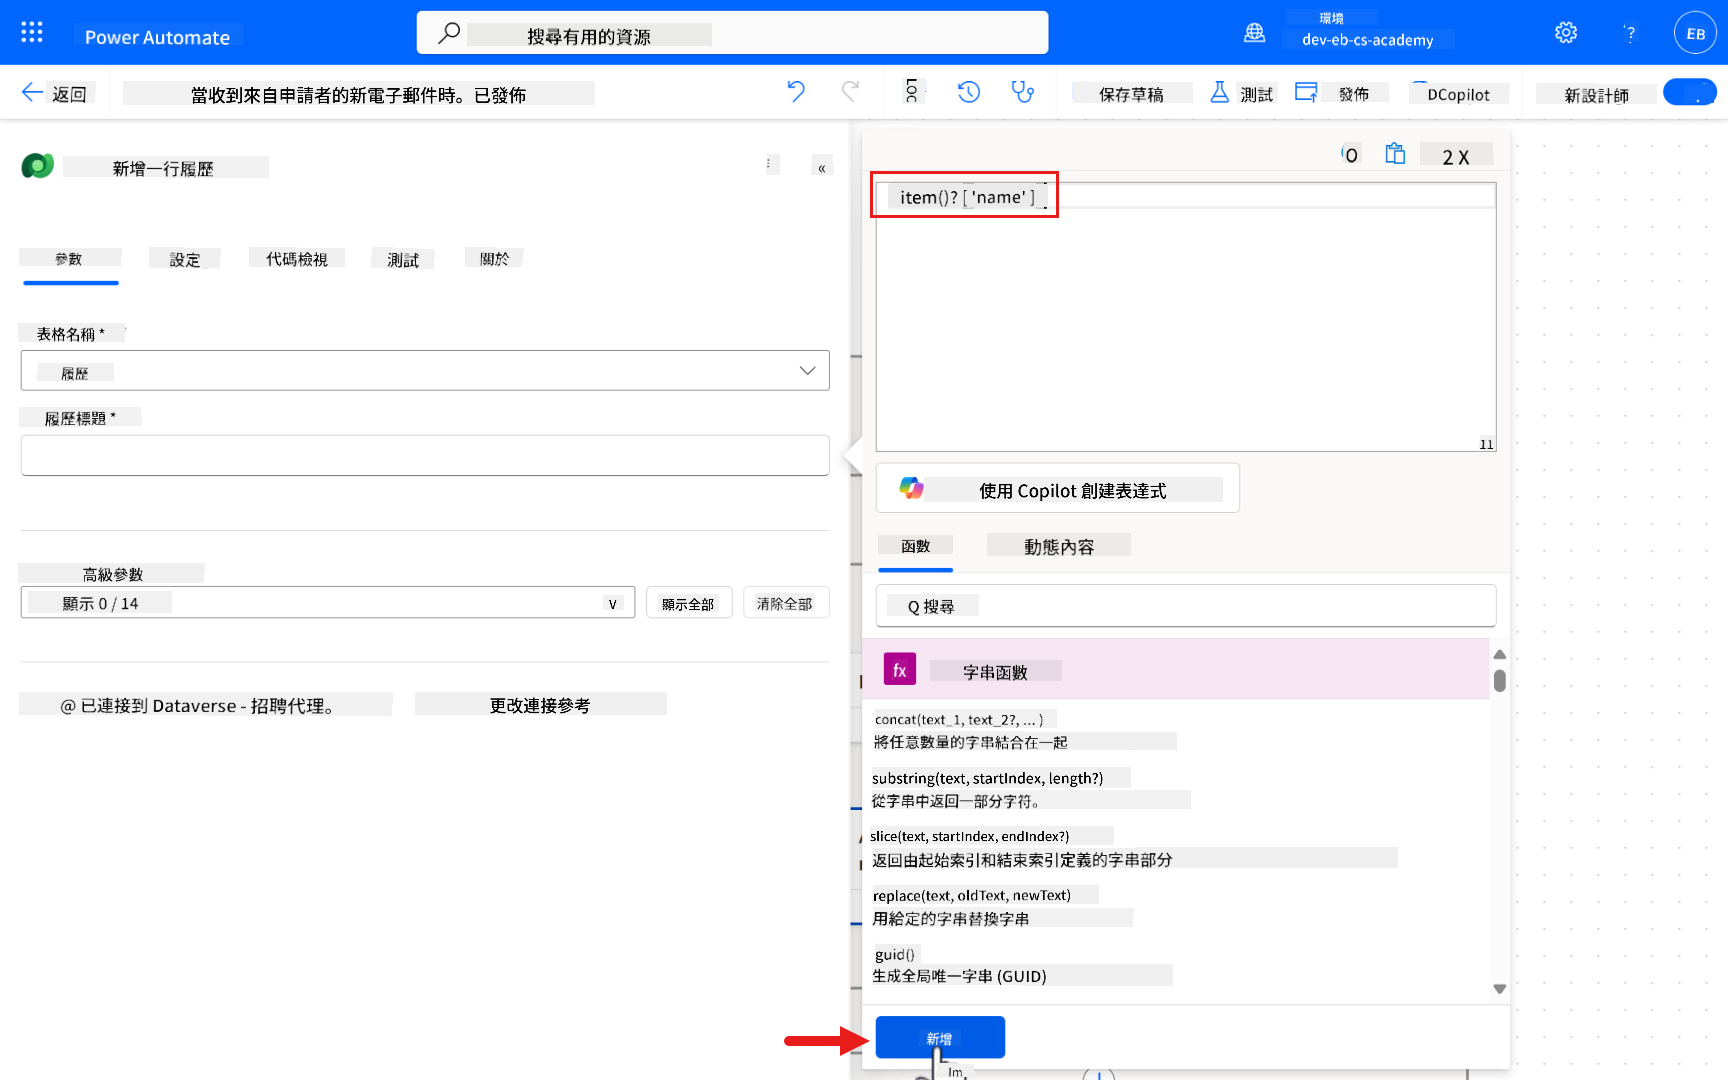 Power Automate
搜尋有用的資源
環境
dev-eb-cs-academy
?
EB
返回
當收到來自申請者的新電子郵件時。已發佈
LOC
保存草稿
測試
發佈
DCopilot
新設計師
新增一行履歷
«
參數
設定
代碼檢視
測試
關於
表格名稱 *
履歷
履歷標題 *
高級參數
顯示 0 / 14
v
顯示全部
清除全部
@ 已連接到 Dataverse - 招聘代理。
更改連接參考
2 X
item()? [ 'name' ]
11
使用 Copilot 創建表達式
函數
動態內容
Q 搜尋
fx
字串函數
concat(text_1, text_2?, ... )
將任意數量的字串結合在一起
substring(text, startIndex, length?)
從字串中返回一部分字符。
slice(text, startIndex, endIndex?)
返回由起始索引和結束索引定義的字串部分
replace(text, oldText, newText)
用給定的字串替換字串
guid()
生成全局唯一字串 (GUID)
新增
Im